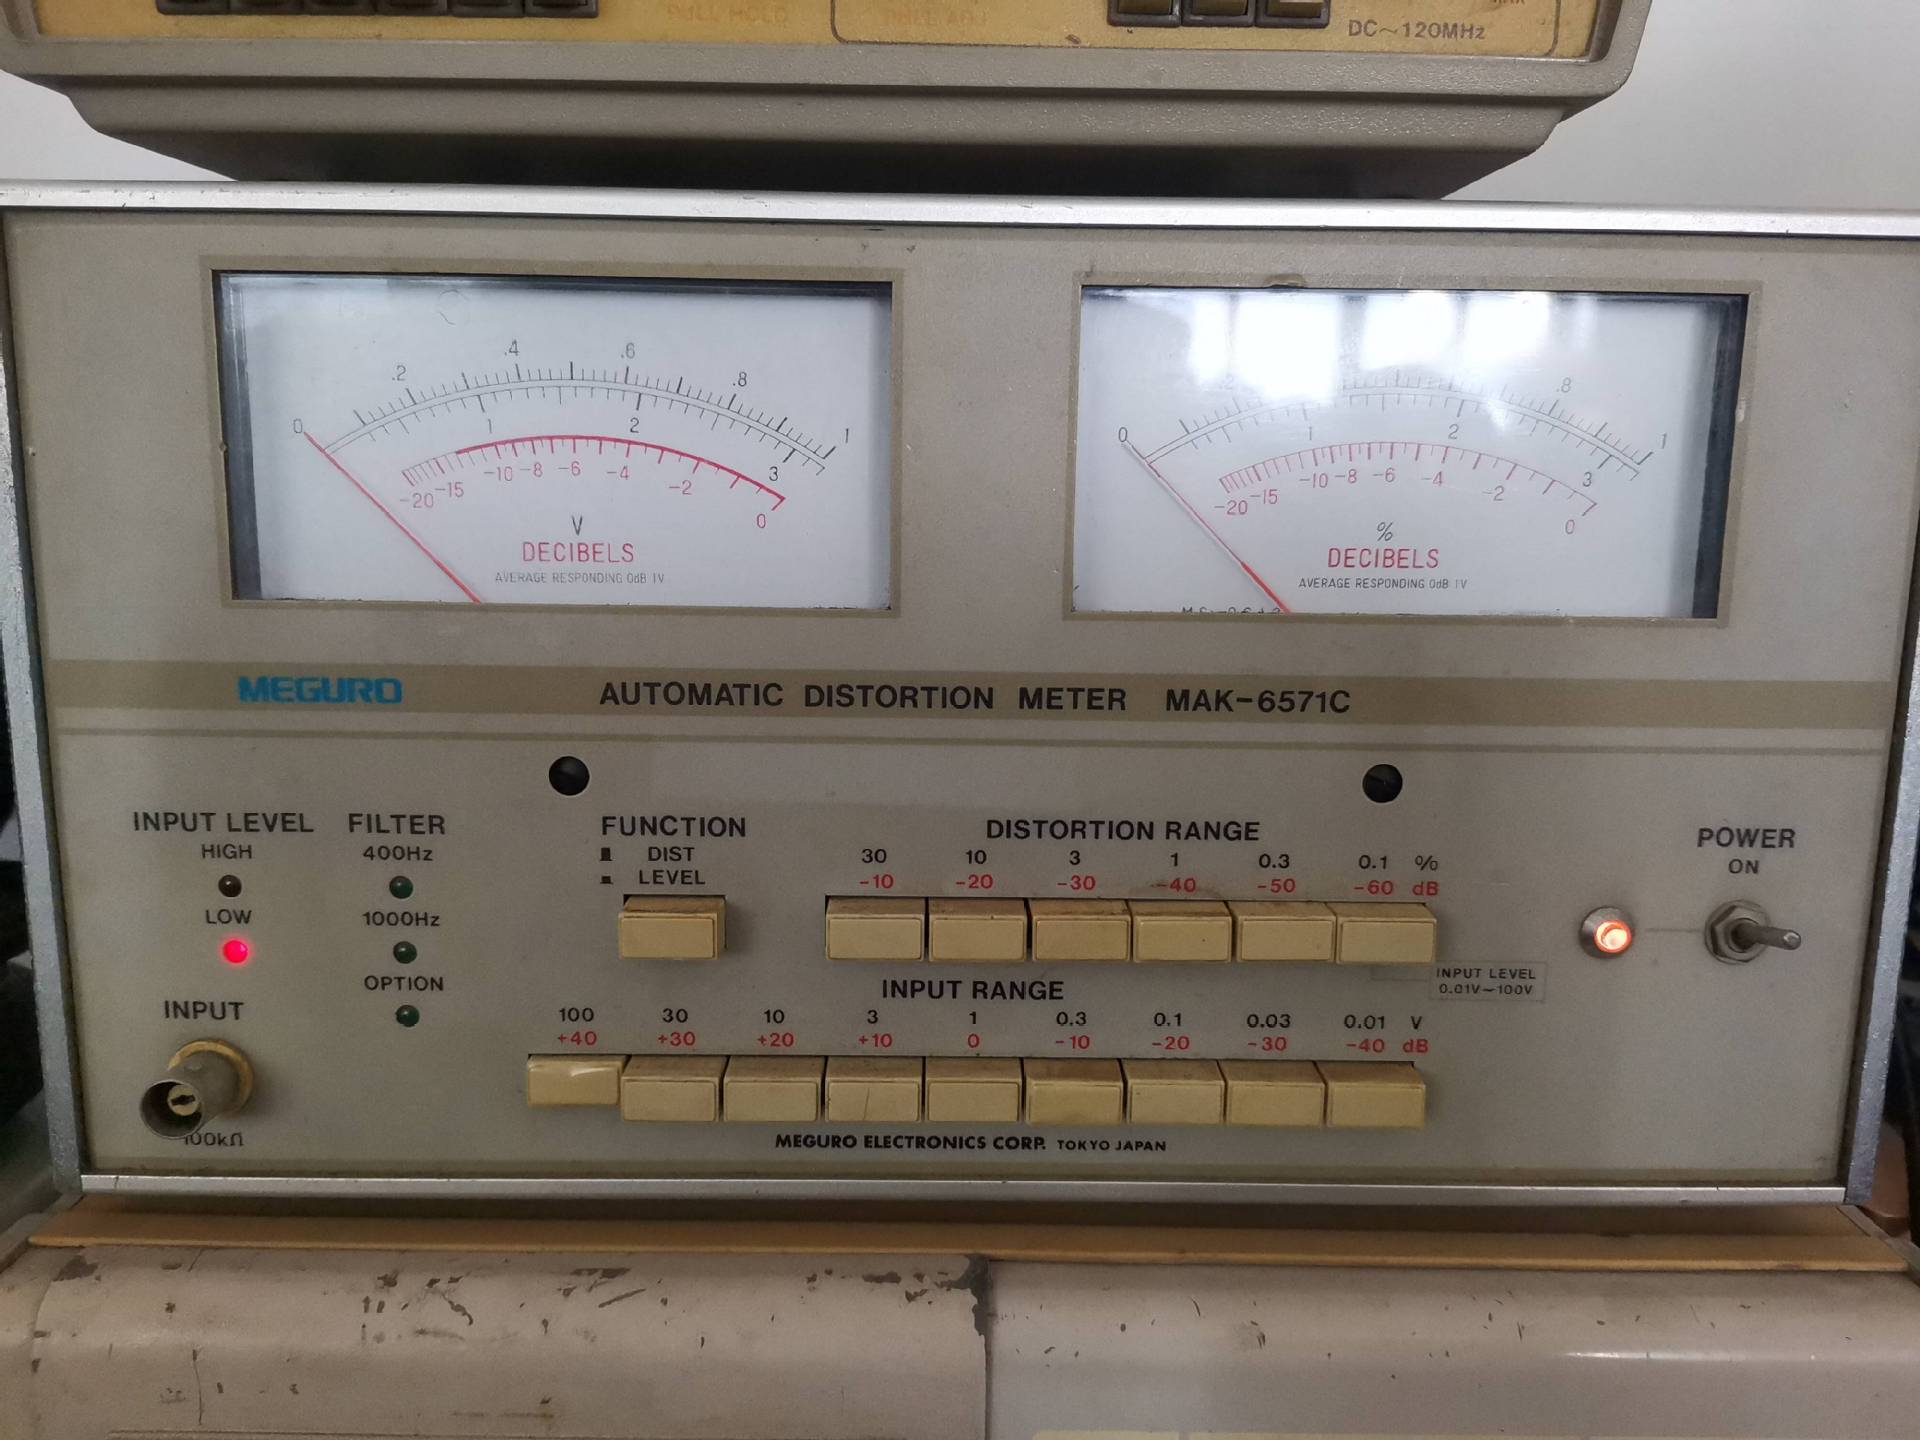 PULL HOLD
PULL ADJ
DC~120MHz
.2 .4 .6 .8
0 1
1 2 3
-20 -15 -10 -8 -6 -4 -2 0
V
DECIBELS
AVERAGE RESPONDING 0dB 1V
.8
0 1
1 2 3
-20 -15 -10 -8 -6 -4 -2 0
%
DECIBELS
AVERAGE RESPONDING 0dB 1V
MEGURO AUTOMATIC DISTORTION METER MAK-6571C
INPUT LEVEL
HIGH
LOW
INPUT
100kΩ
FILTER
400Hz
1000Hz
OPTION
FUNCTION
DIST
LEVEL
DISTORTION RANGE
30 10 3 1 0.3 0.1 %
-10 -20 -30 -40 -50 -60 dB
INPUT LEVEL
0.01V~100V
INPUT RANGE
100 30 10 3 1 0.3 0.1 0.03 0.01 V
+40 +30 +20 +10 0 -10 -20 -30 -40 dB
POWER
ON
MEGURO ELECTRONICS CORP. TOKYO JAPAN